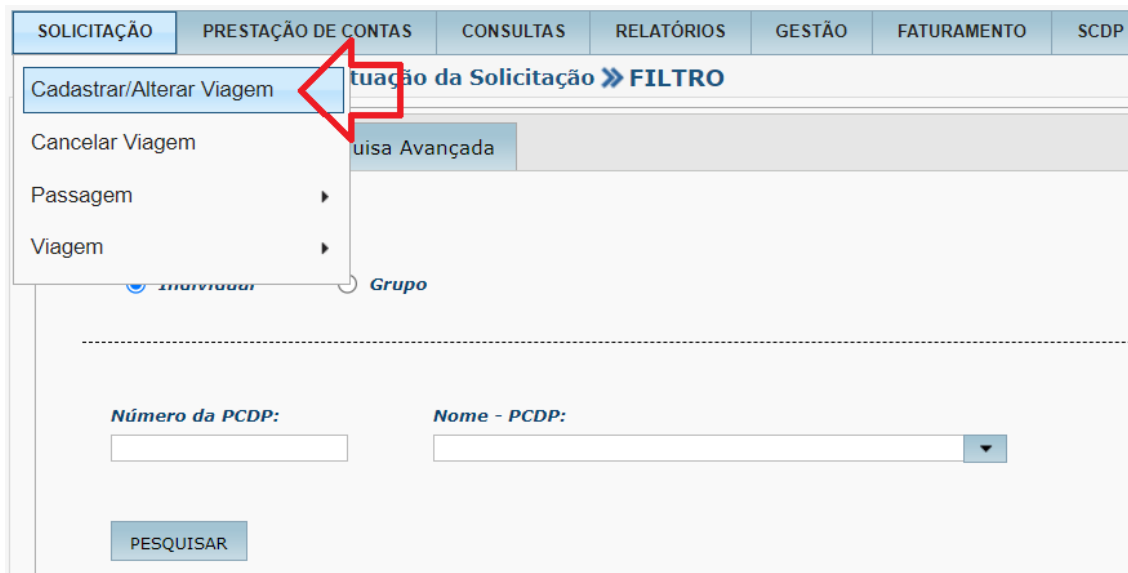 SOLICITAÇÃO PRESTAÇÃO DE CONTAS CONSULTAS RELATÓRIOS GESTÃO FATURAMENTO SCDP
tuação da Solicitação FILTRO
Cadastrar/Alterar Viagem
Cancelar Viagem
uisa Avançada
Passagem
Viagem
Individual Grupo
Número da PCDP: Nome - PCDP:
PESQUISAR